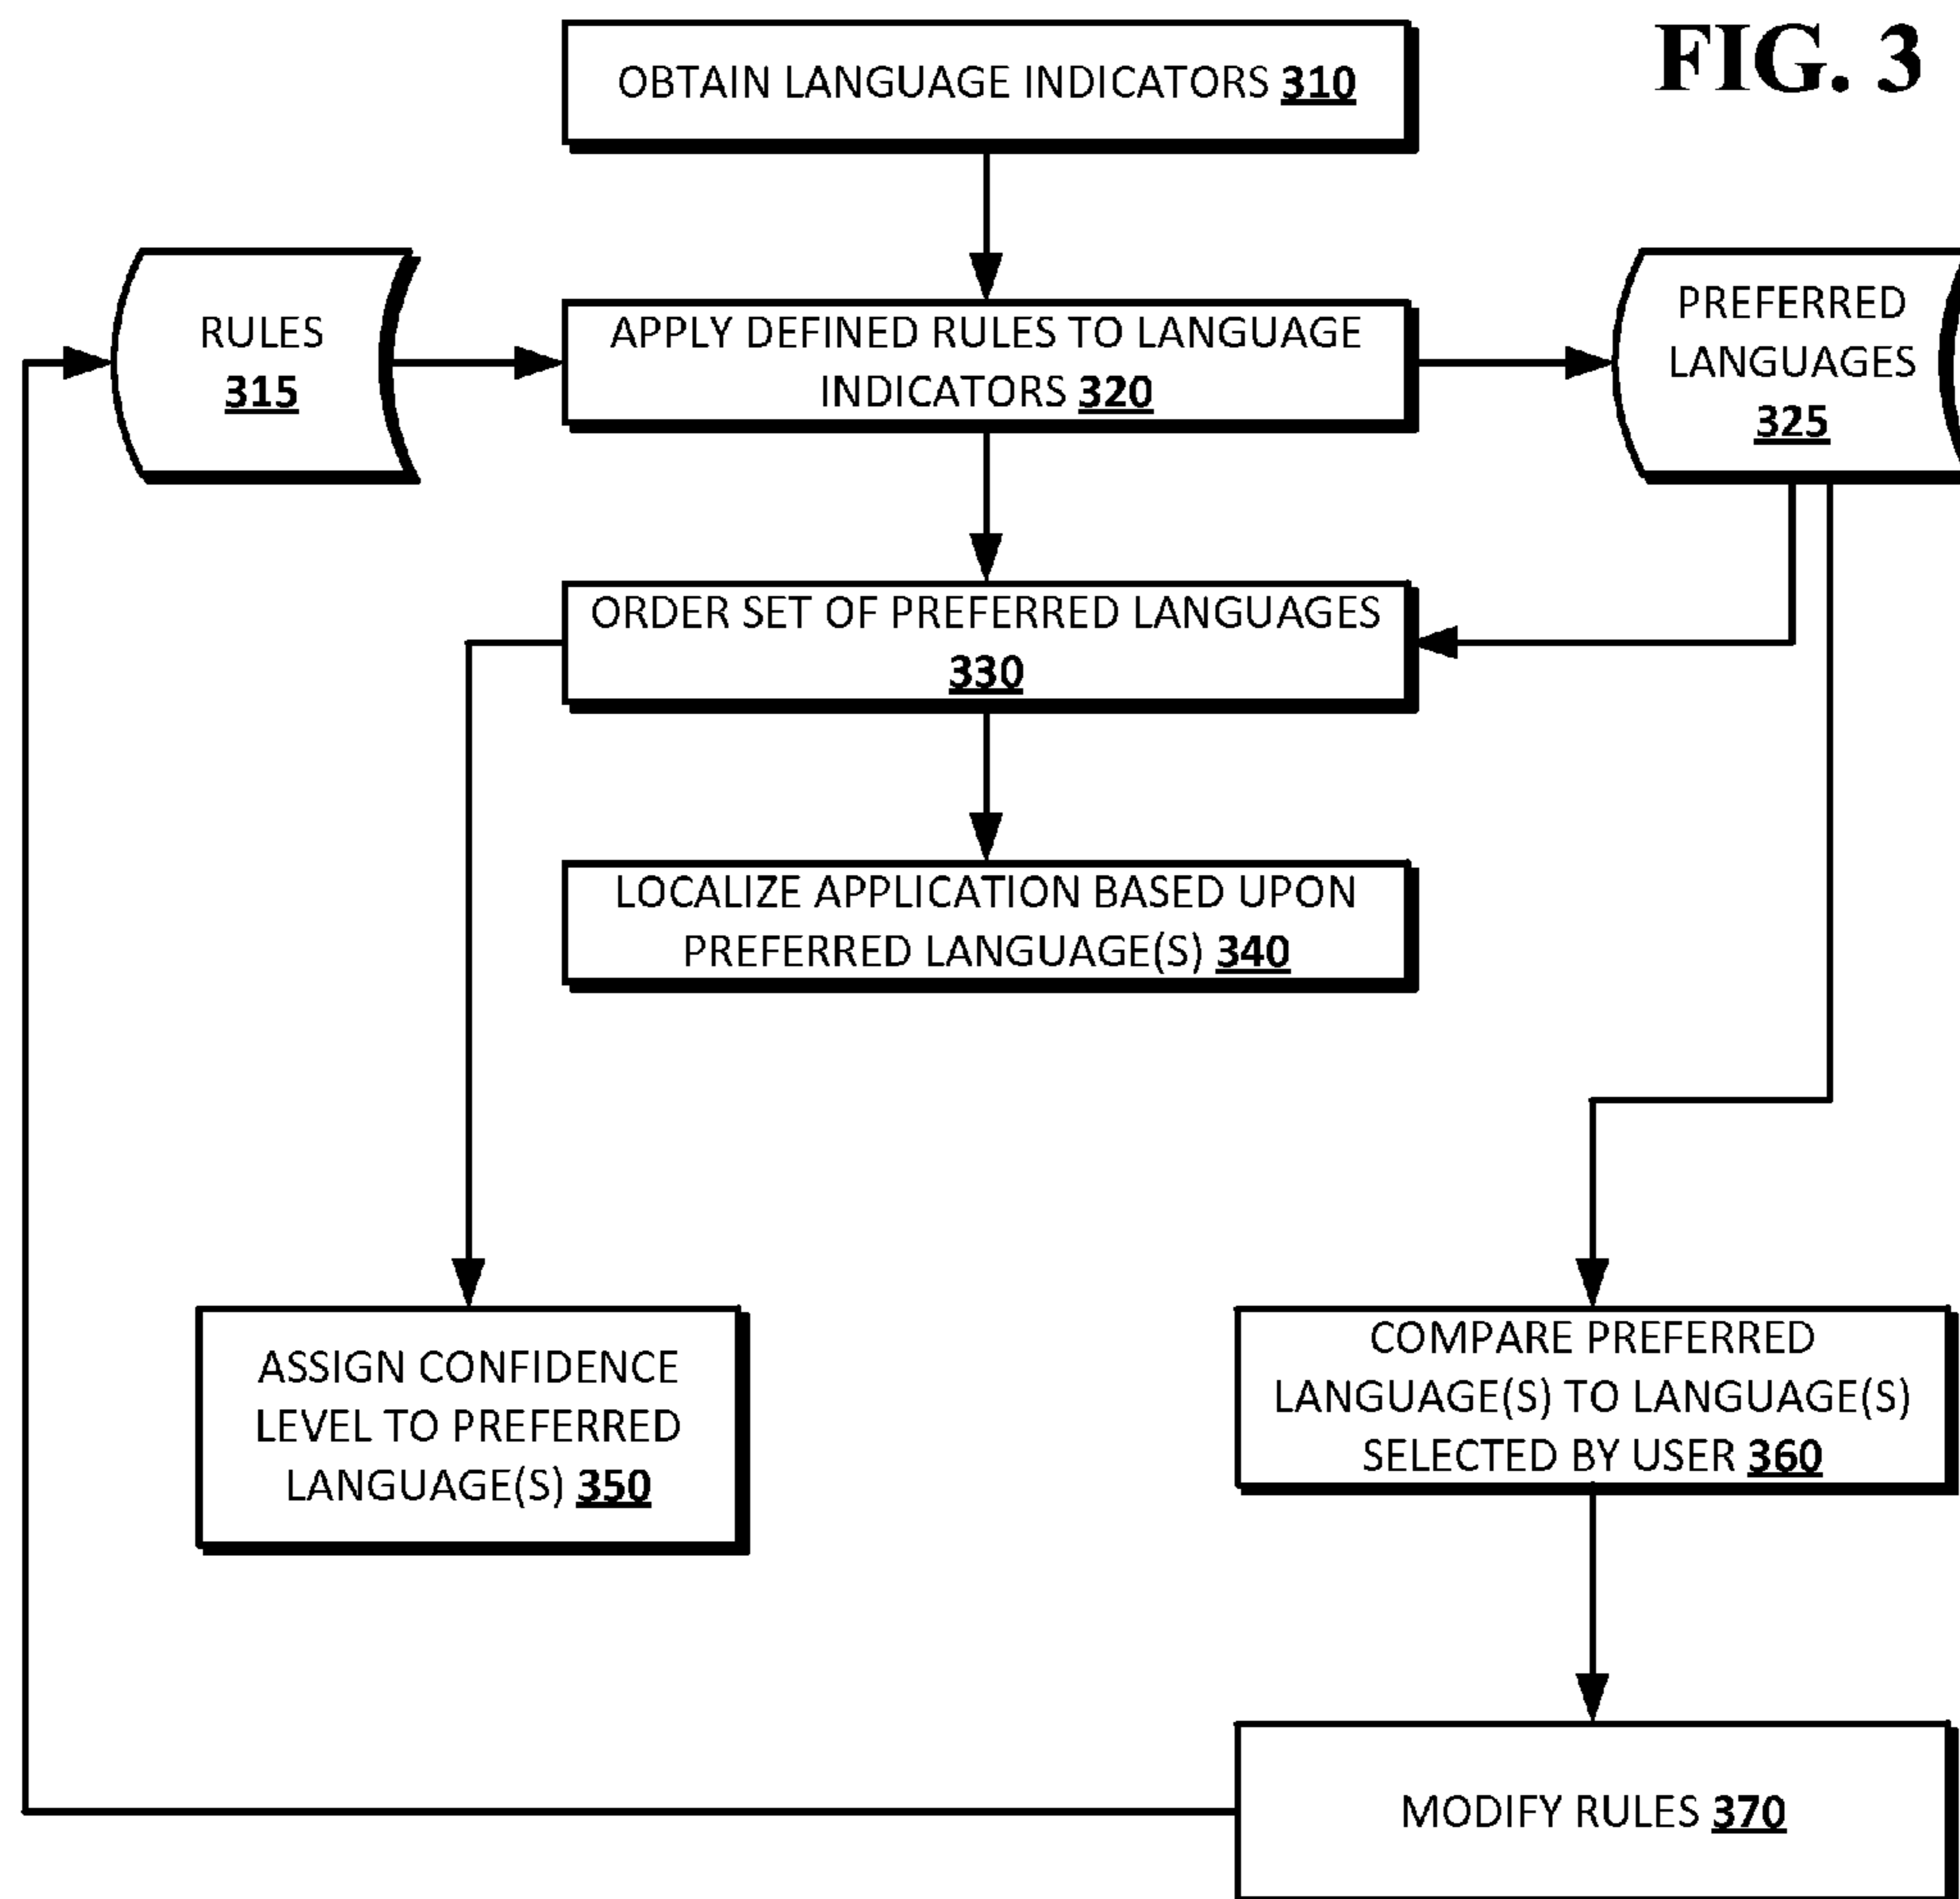 FIG. 3
OBTAIN LANGUAGE INDICATORS 310
RULES
315
APPLY DEFINED RULES TO LANGUAGE
INDICATORS 320
PREFERRED
LANGUAGES
325
ORDER SET OF PREFERRED LANGUAGES
330
LOCALIZE APPLICATION BASED UPON
PREFERRED LANGUAGE(S) 340
ASSIGN CONFIDENCE
LEVEL TO PREFERRED
LANGUAGE(S) 350
COMPARE PREFERRED
LANGUAGE(S) TO LANGUAGE(S)
SELECTED BY USER 360
MODIFY RULES 370